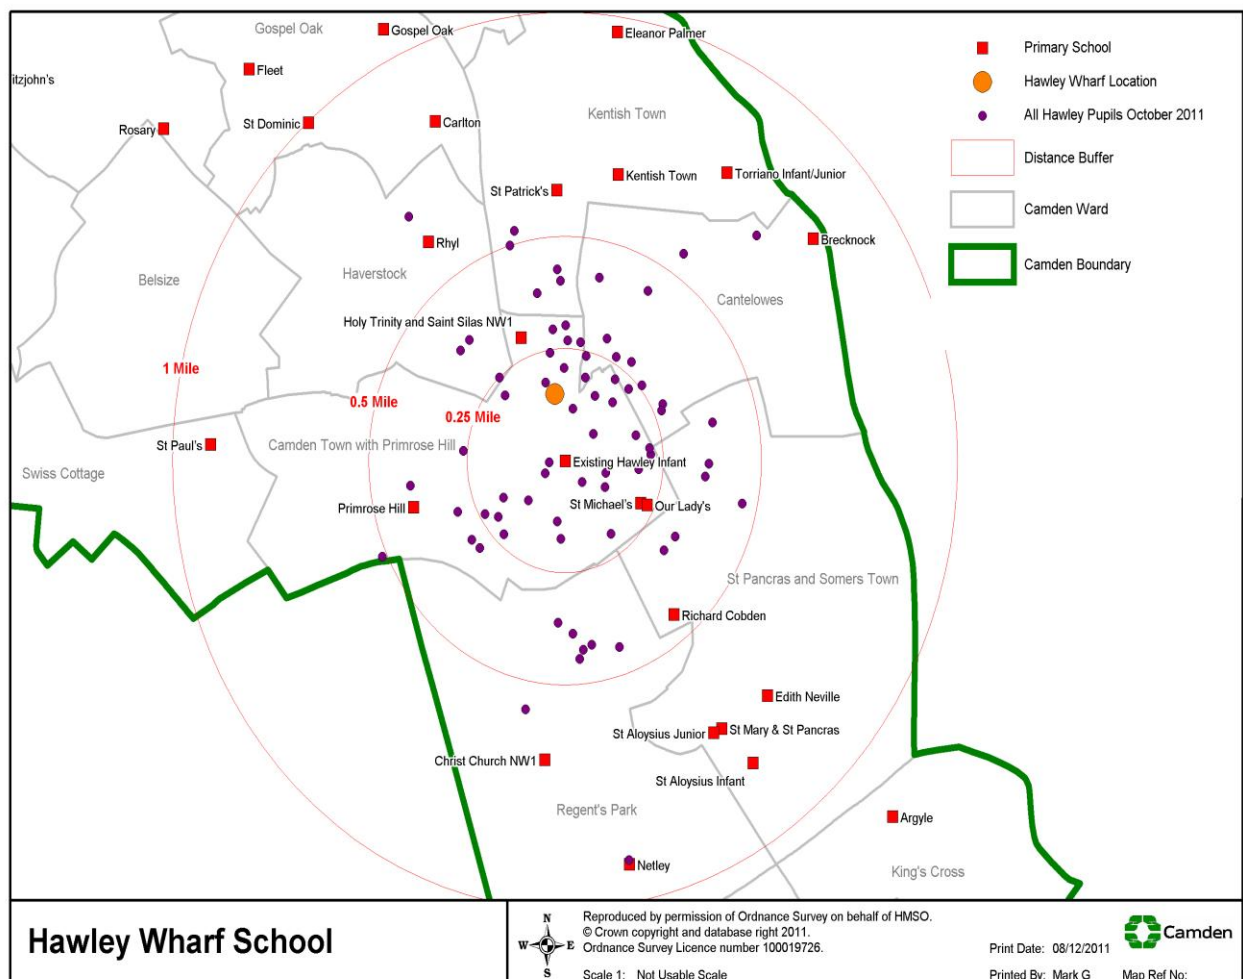 Gospel Oak
Gospel Oak
Eleanor Palmer
Primary School
Fleet
itzjohn's
Hawley Wharf Location
Kentish Town
All Hawley Pupils October 2011
Rosary
St Dominic
Carlton
Distance Buffer
St Patrick's
Kentish Town
Torriano Infant/Junior
Camden Ward
Rhyl
Brecknock
Camden Boundary
Haverstock
Belsize
Cantelowes
Holy Trinity and Saint Silas NW1
1 Mile
0.5 Mile
0.25 Mile
St Paul's
Camden Town with Primrose Hill
Swiss Cottage
Existing Hawley Infant
Primrose Hill
St Michael's
Our Lady's
St Pancras and Somers Town
Richard Cobden
Edith Neville
St Aloysius Junior
St Mary & St Pancras
Christ Church NW1
St Aloysius Infant
Regent's Park
Argyle
Netley
King's Cross
Hawley Wharf School
N
W E
S
Reproduced by permission of Ordnance Survey on behalf of HMSO.
© Crown copyright and database right 2011.
Ordnance Survey Licence number 100019726.
Scale 1: Not Usable Scale
Print Date: 08/12/2011
Printed By: Mark G
Map Ref No:
Camden